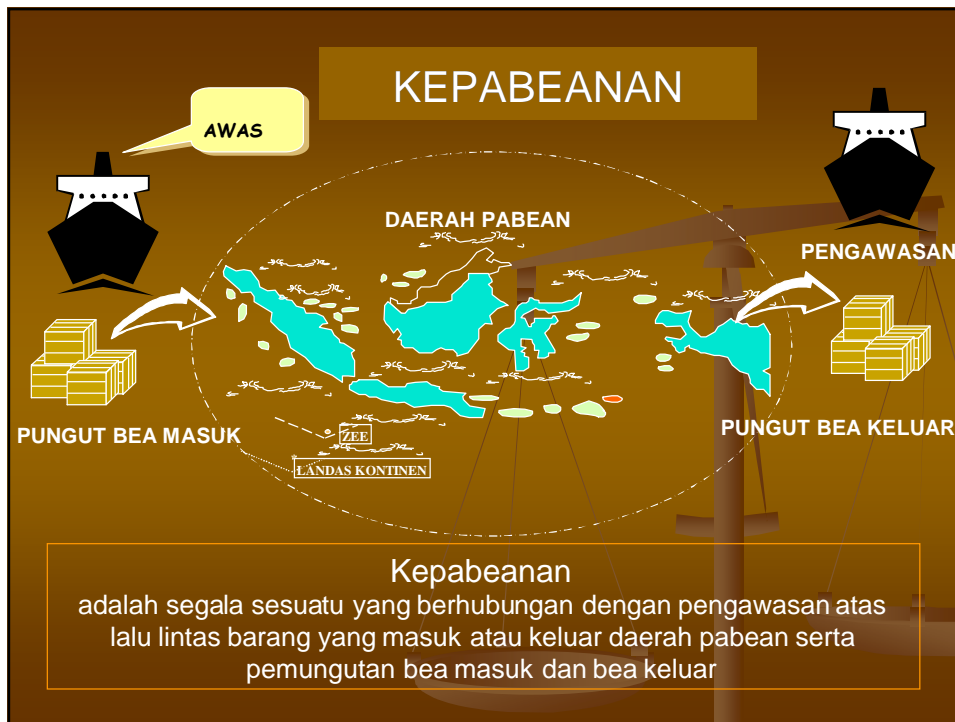 KEPABEANAN
AWAS
DAERAH PABEAN
PENGAWASAN
PUNGUT BEA MASUK
PUNGUT BEA KELUAR
ZEE
LANDAS KONTINEN
Kepabeanan
adalah segala sesuatu yang berhubungan dengan pengawasan atas
lalu lintas barang yang masuk atau keluar daerah pabean serta
pemungutan bea masuk dan bea keluar